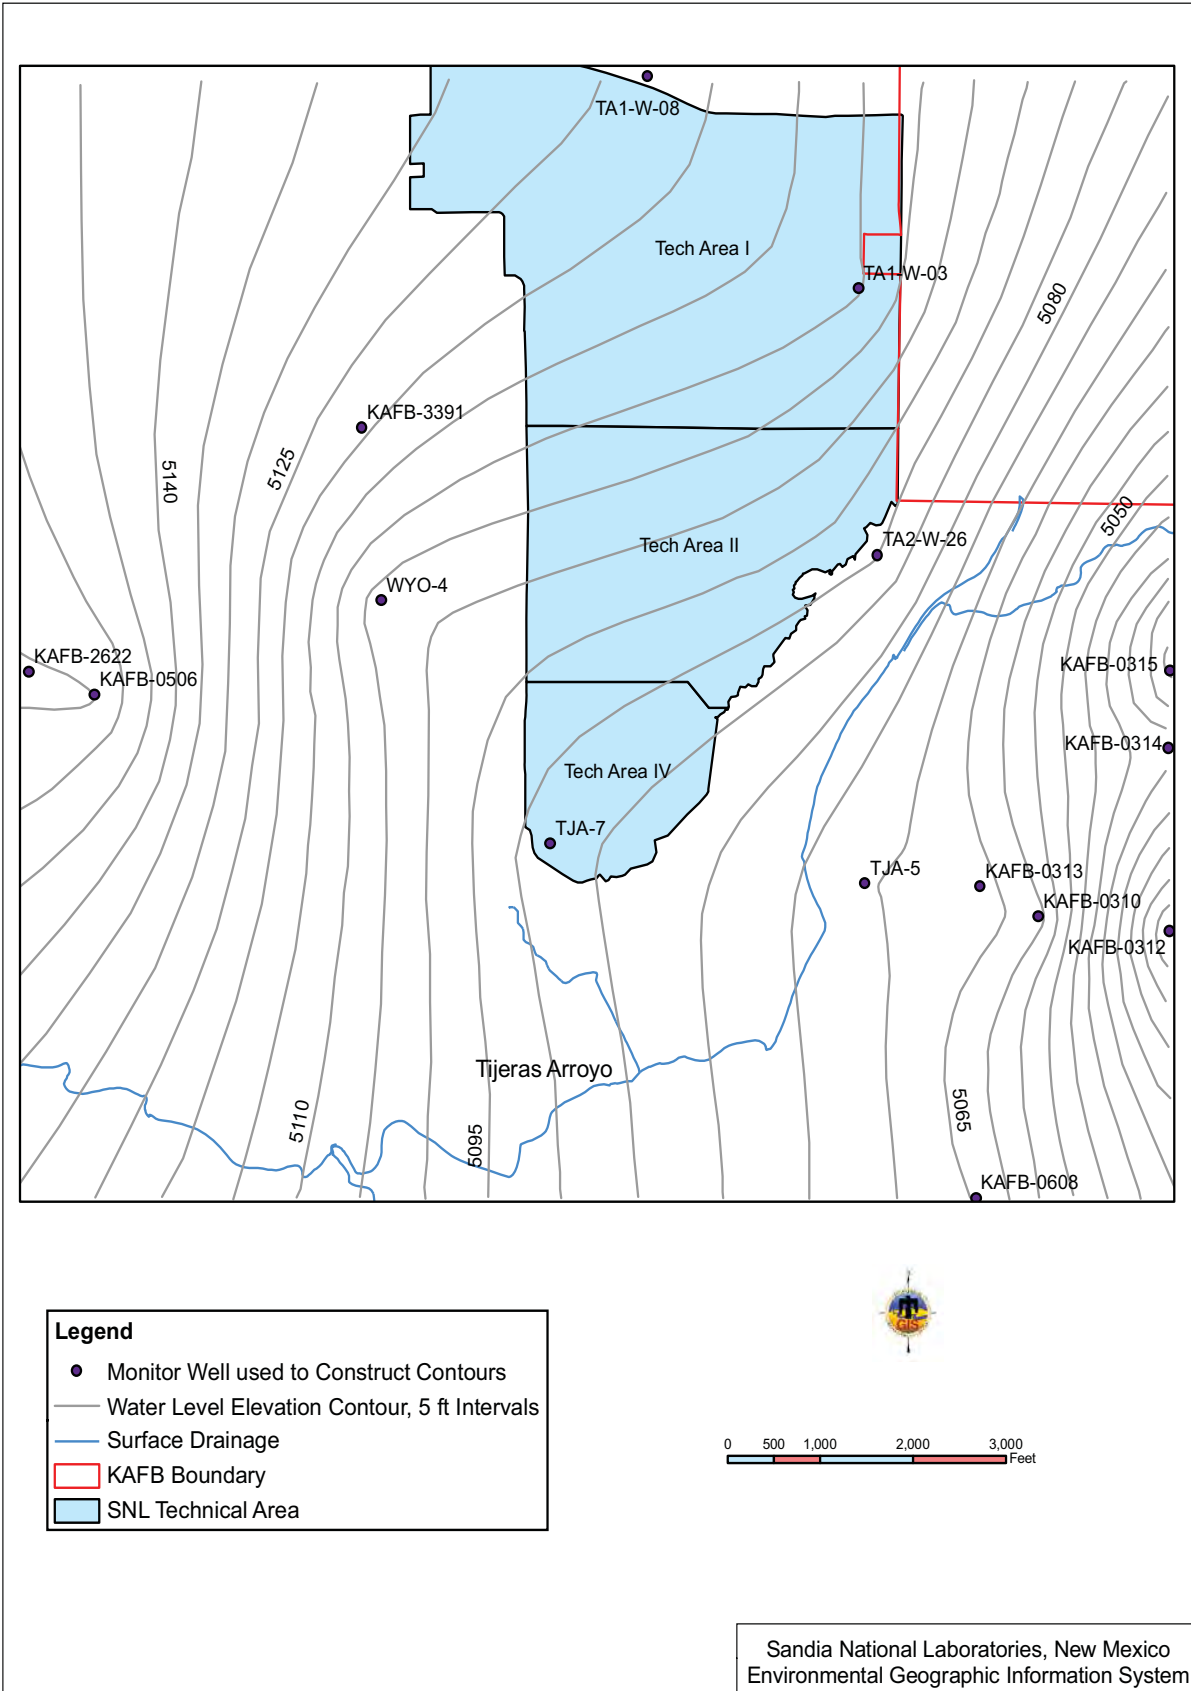 TA1-W-08
Tech Area I
TA1-W-03
5080
KAFB-3391
5125
5140
5050
TA2-W-26
Tech Area II
WYO-4
KAFB-2622
KAFB-0506
KAFB-0315
KAFB-0314
Tech Area IV
TJA-7
TJA-5
KAFB-0313
KAFB-0310
KAFB-0312
Tijeras Arroyo
5110
5095
5065
KAFB-0608
GIS
Legend
Monitor Well used to Construct Contours
Water Level Elevation Contour, 5 ft Intervals
Surface Drainage
KAFB Boundary
SNL Technical Area
0 500 1,000 2,000 3,000
Feet
Sandia National Laboratories, New Mexico
Environmental Geographic Information System